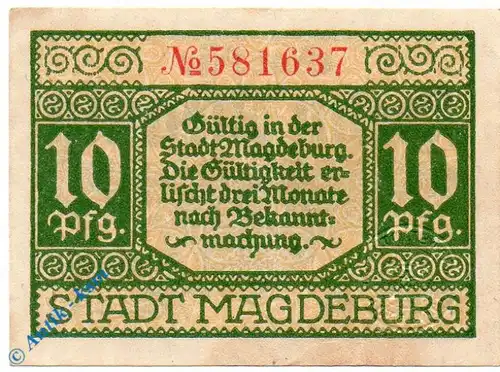 №581637
10
Pfg.
Gültig in der
Stadt Magdeburg.
Die Gültigkeit er-
lischt drei Monate
nach Bekannt-
machung.
10
Pfg.
STADT MAGDEBURG